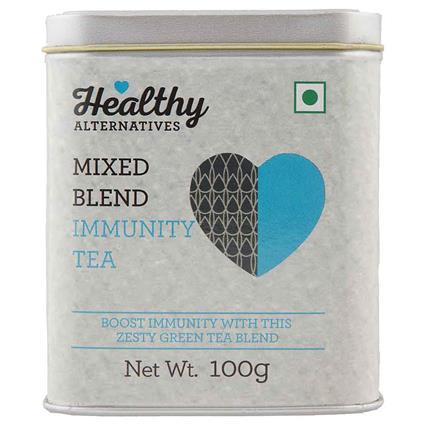 Healthy
ALTERNATIVES
MIXED
BLEND
IMMUNITY
TEA
BOOST IMMUNITY WITH THIS
ZESTY GREEN TEA BLEND
Net Wt. 100g